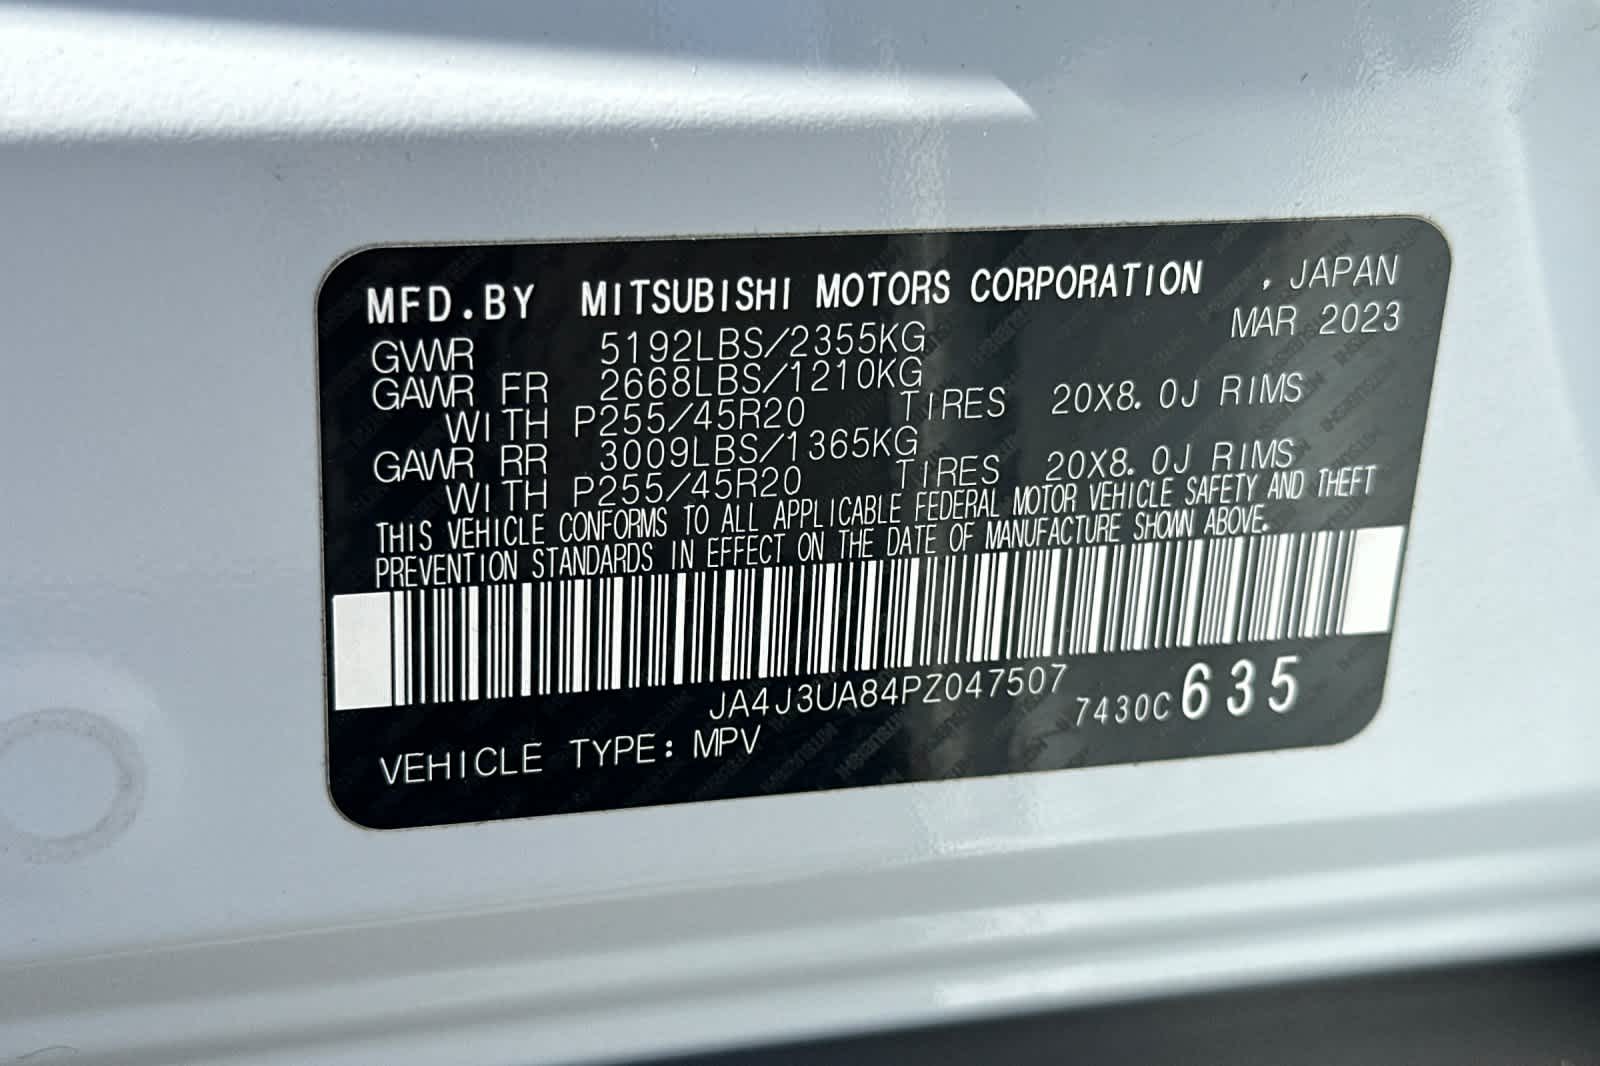 MFD.BY MITSUBISHI MOTORS CORPORATION , JAPAN
MAR 2023
GVWR 5192LBS/2355KG
GAWR FR 2668LBS/1210KG
WITH P255/45R20 TIRES 20X8.0J RIMS
GAWR RR 3009LBS/1365KG
WITH P255/45R20 TIRES 20X8.0J RIMS
THIS VEHICLE CONFORMS TO ALL APPLICABLE FEDERAL MOTOR VEHICLE SAFETY AND THEFT
PREVENTION STANDARDS IN EFFECT ON THE DATE OF MANUFACTURE SHOWN ABOVE.
JA4J3UA84PZ047507
7430C 635
VEHICLE TYPE: MPV